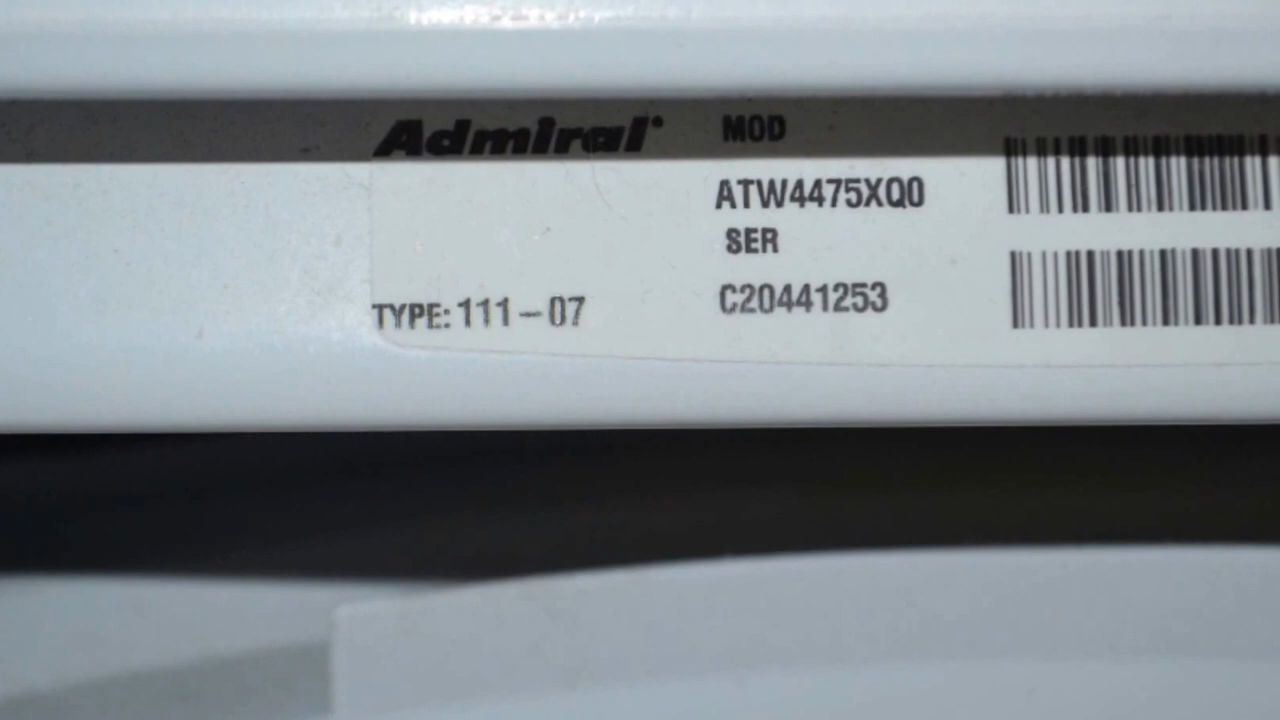 Admiral
MOD
ATW4475XQ0
SER
C20441253
TYPE: 111-07